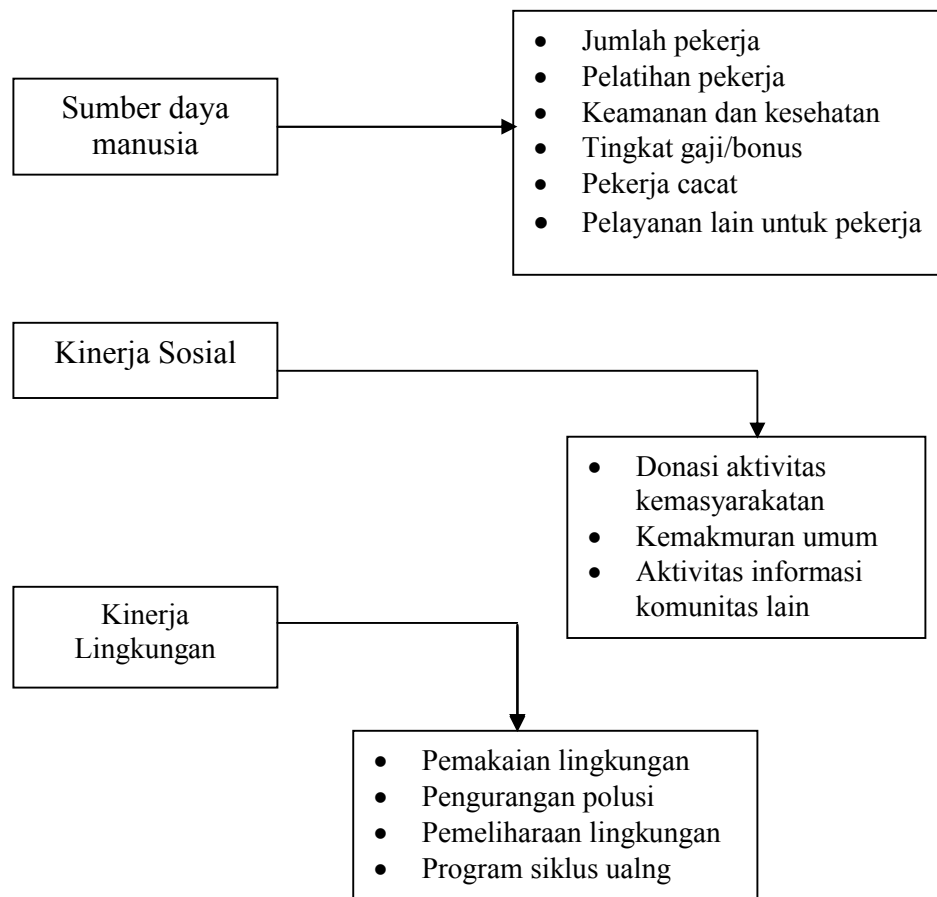 Sumber daya
manusia
• Jumlah pekerja
• Pelatihan pekerja
• Keamanan dan kesehatan
• Tingkat gaji/bonus
• Pekerja cacat
• Pelayanan lain untuk pekerja
Kinerja Sosial
• Donasi aktivitas
kemasyarakatan
• Kemakmuran umum
• Aktivitas informasi
komunitas lain
Kinerja
Lingkungan
• Pemakaian lingkungan
• Pengurangan polusi
• Pemeliharaan lingkungan
• Program siklus ualng